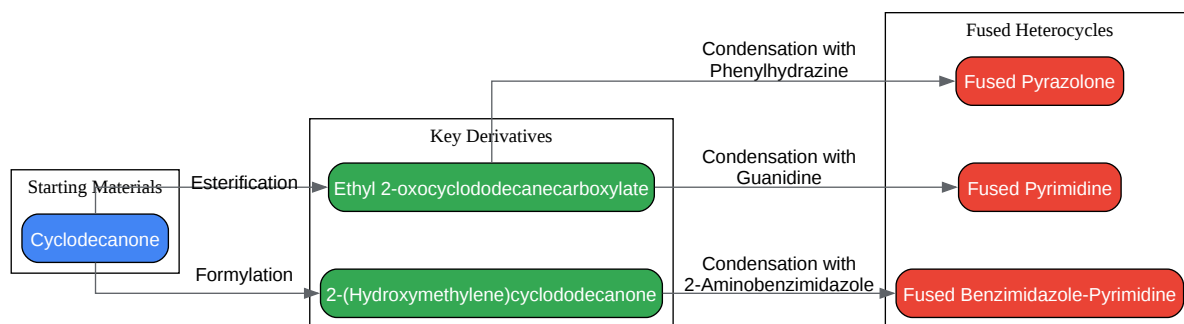 Fused Heterocycles
Condensation with
Phenylhydrazine
Fused Pyrazolone
Key Derivatives
Starting Materials
Esterification
Ethyl 2-oxocyclododecanecarboxylate
Condensation with
Guanidine
Fused Pyrimidine
Cyclodecanone
Formylation
2-(Hydroxymethylene)cyclododecanone
Condensation with
2-Aminobenzimidazole
Fused Benzimidazole-Pyrimidine